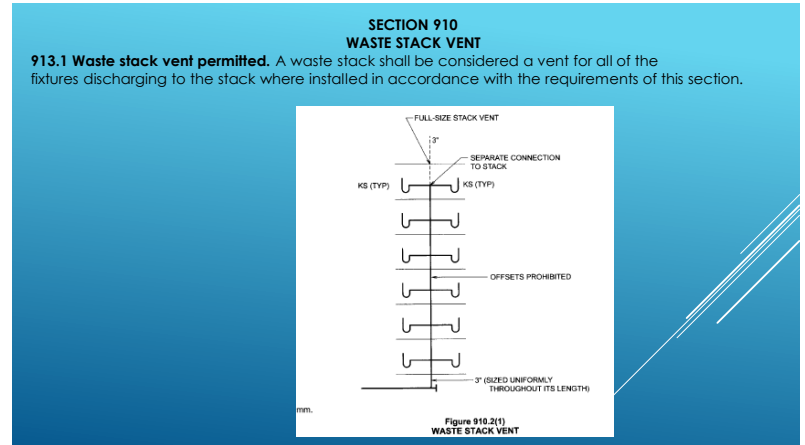 SECTION 910
WASTE STACK VENT
913.1 Waste stack vent permitted. A waste stack shall be considered a vent for all of the
fixtures discharging to the stack where installed in accordance with the requirements of this section.
FULL-SIZE STACK VENT
3"
SEPARATE CONNECTION
TO STACK
KS (TYP)
KS (TYP)
OFFSETS PROHIBITED
3" (SIZED UNIFORMLY
THROUGHOUT ITS LENGTH)
mm.
Figure 910.2(1)
WASTE STACK VENT